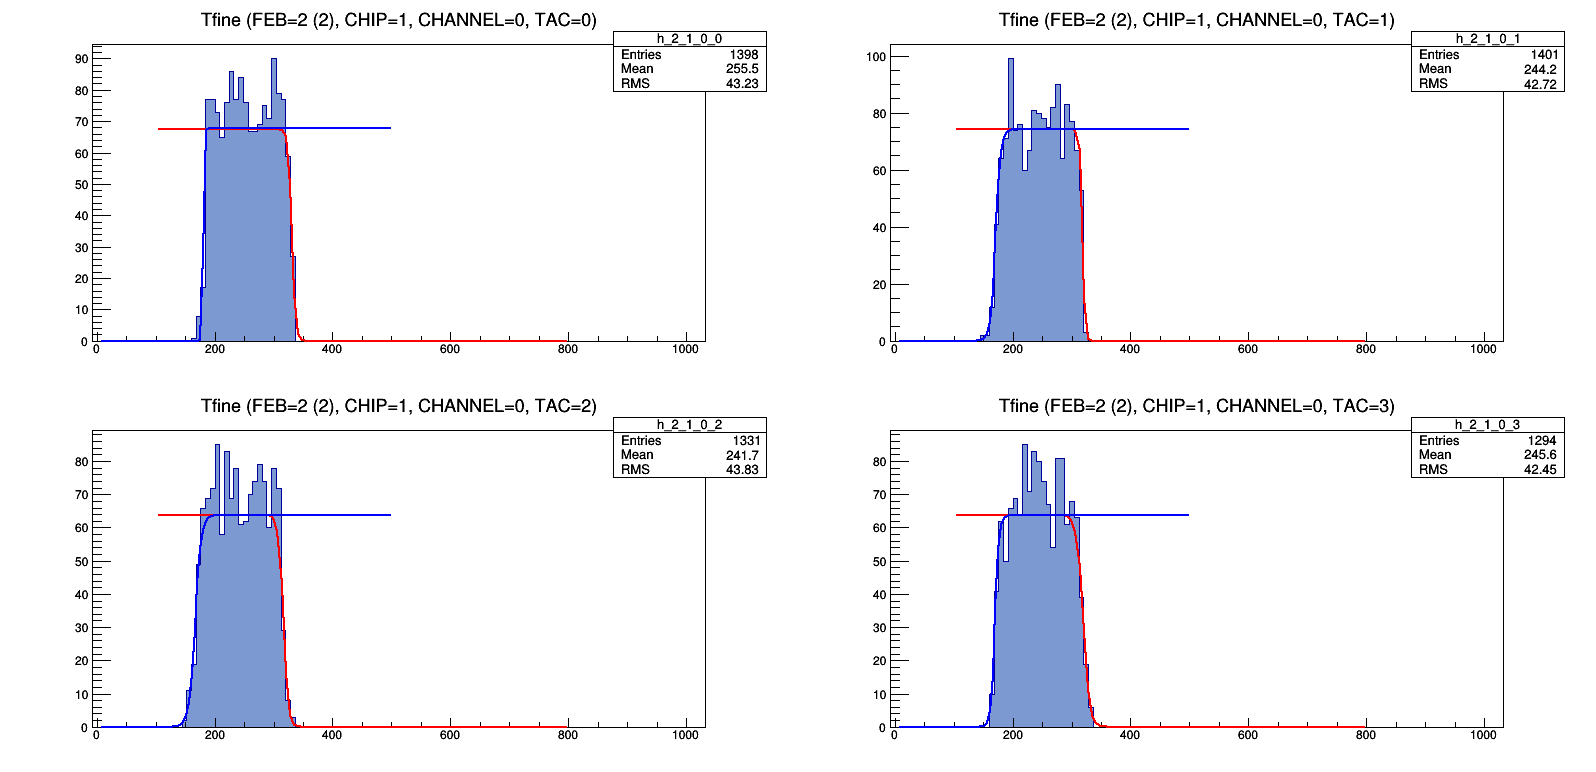 Tfine (FEB=2 (2), CHIP=1, CHANNEL=0, TAC=0)
h_2_1_0_0
Entries 1398
Mean 255.5
RMS 43.23
90
80
70
60
50
40
30
20
10
0
0 200 400 600 800 1000
Tfine (FEB=2 (2), CHIP=1, CHANNEL=0, TAC=1)
h_2_1_0_1
Entries 1401
Mean 244.2
RMS 42.72
100
80
60
40
20
0
0 200 400 600 800 1000
Tfine (FEB=2 (2), CHIP=1, CHANNEL=0, TAC=2)
h_2_1_0_2
Entries 1331
Mean 241.7
RMS 43.83
80
70
60
50
40
30
20
10
0
0 200 400 600 800 1000
Tfine (FEB=2 (2), CHIP=1, CHANNEL=0, TAC=3)
h_2_1_0_3
Entries 1294
Mean 245.6
RMS 42.45
80
70
60
50
40
30
20
10
0
0 200 400 600 800 1000